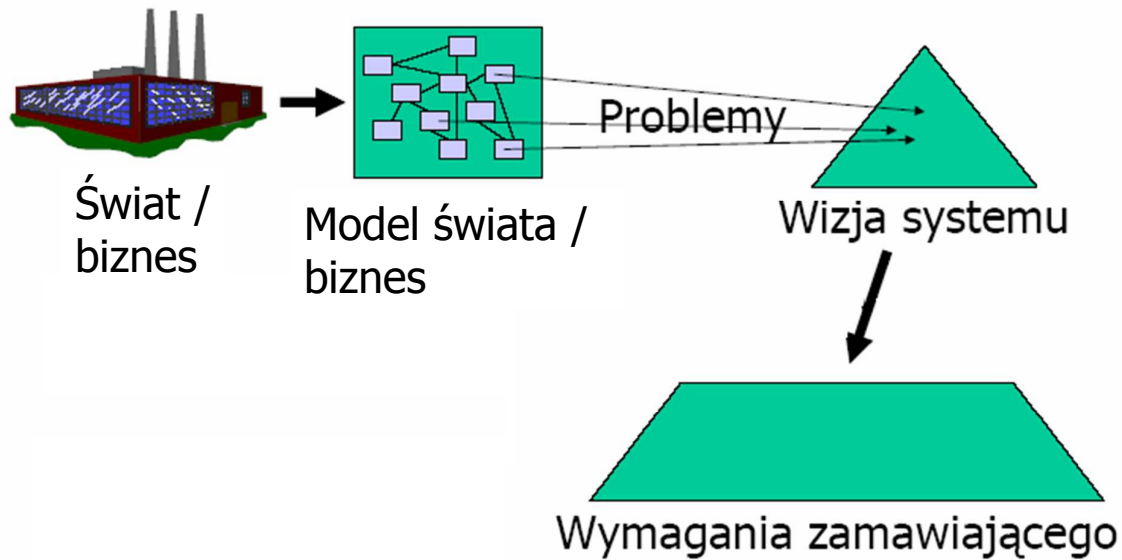 Problemy
Świat /
biznes
Model świata /
biznes
Wizja systemu
Wymagania zamawiającego